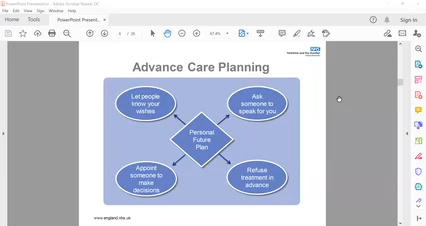 PowerPoint Presentation - Adobe Acrobat Reader DC
File Edit View Sign Window Help
Home Tools PowerPoint Present... × Sign In
/ 26 67.4%
NHS
Advance Care Planning
Let people
know your
wishes
Ask
someone to
speak for you
Personal
Future
Plan
Appoint
someone to
make
decisions
Refuse
treatment in
advance
www.england.nhs.uk